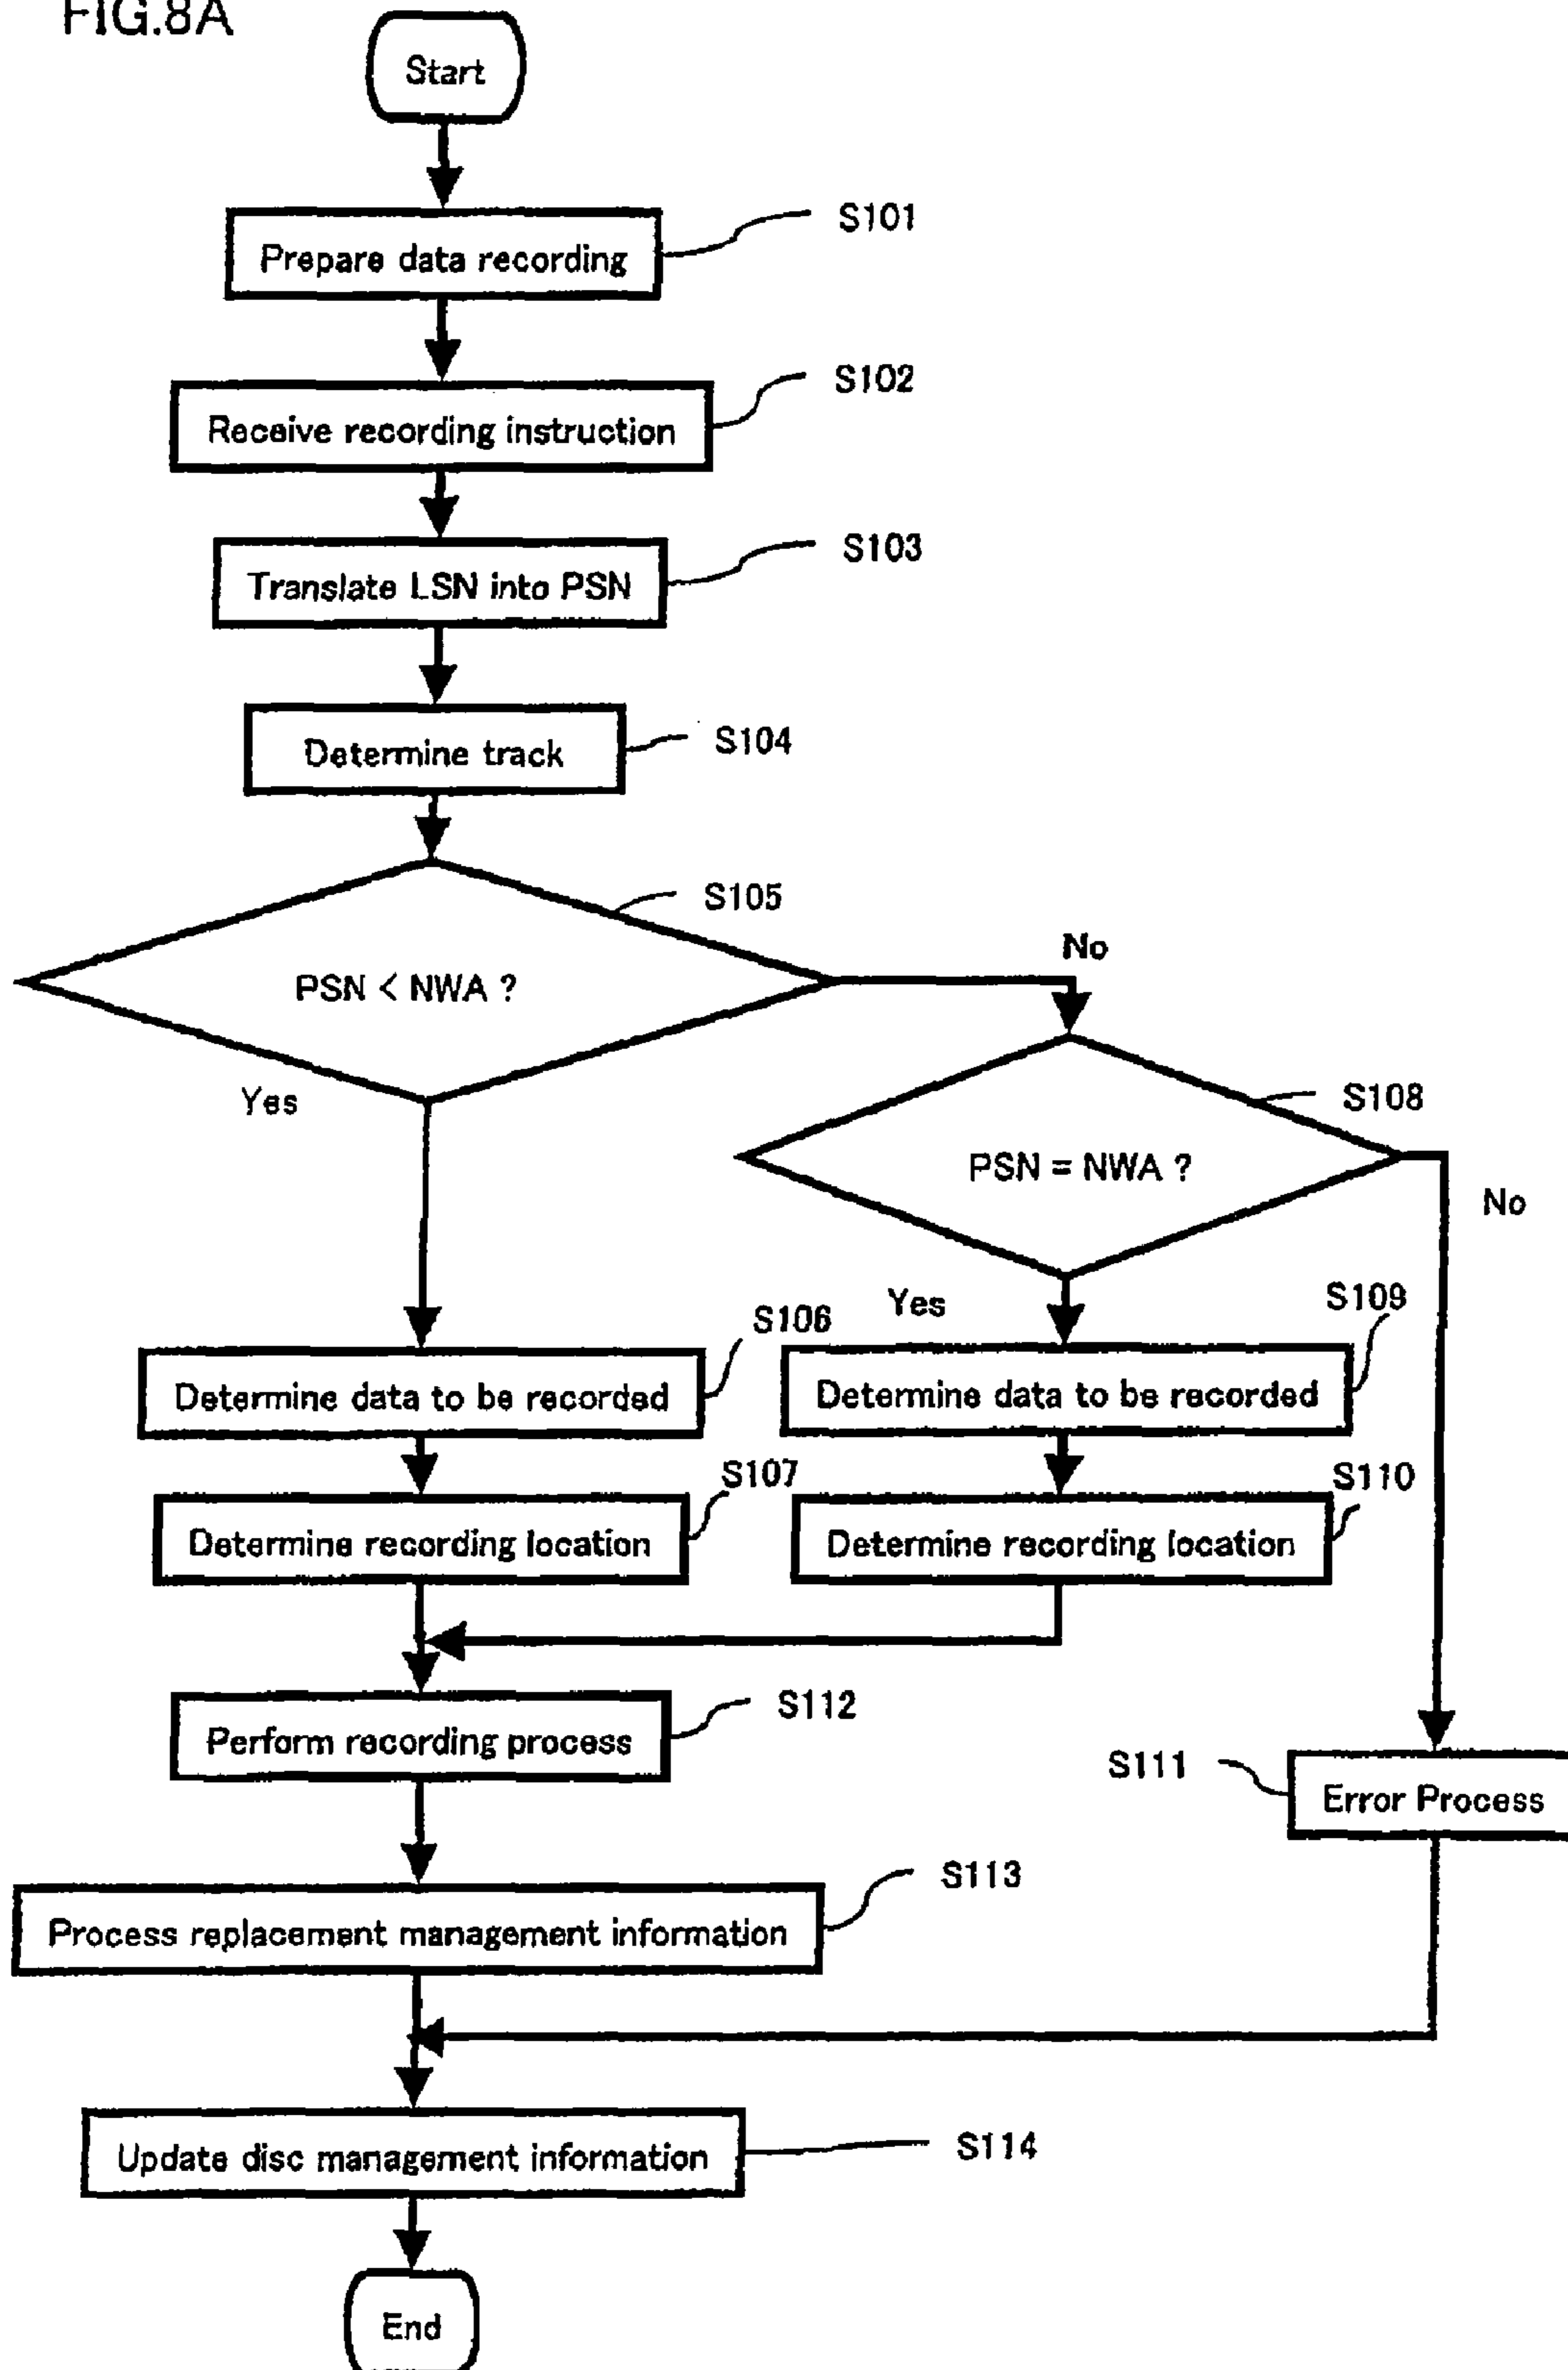 FIG.8A
Start
S101
Prepare data recording
S102
Receive recording instruction
S103
Translate LSN into PSN
S104
Determine track
S105
PSN < NWA ?
No
Yes
S108
PSN = NWA ?
No
Yes
S106
Determine data to be recorded
S109
Determine data to be recorded
S107
Determine recording location
S110
Determine recording location
S112
Perform recording process
S111
Error Process
S113
Process replacement management information
S114
Update disc management information
End